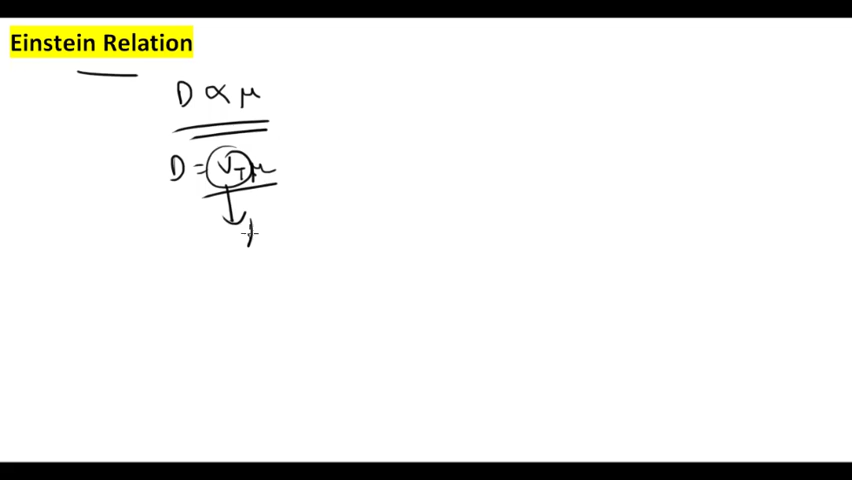 Einstein Relation
D ∝ μ
D = V_T μ